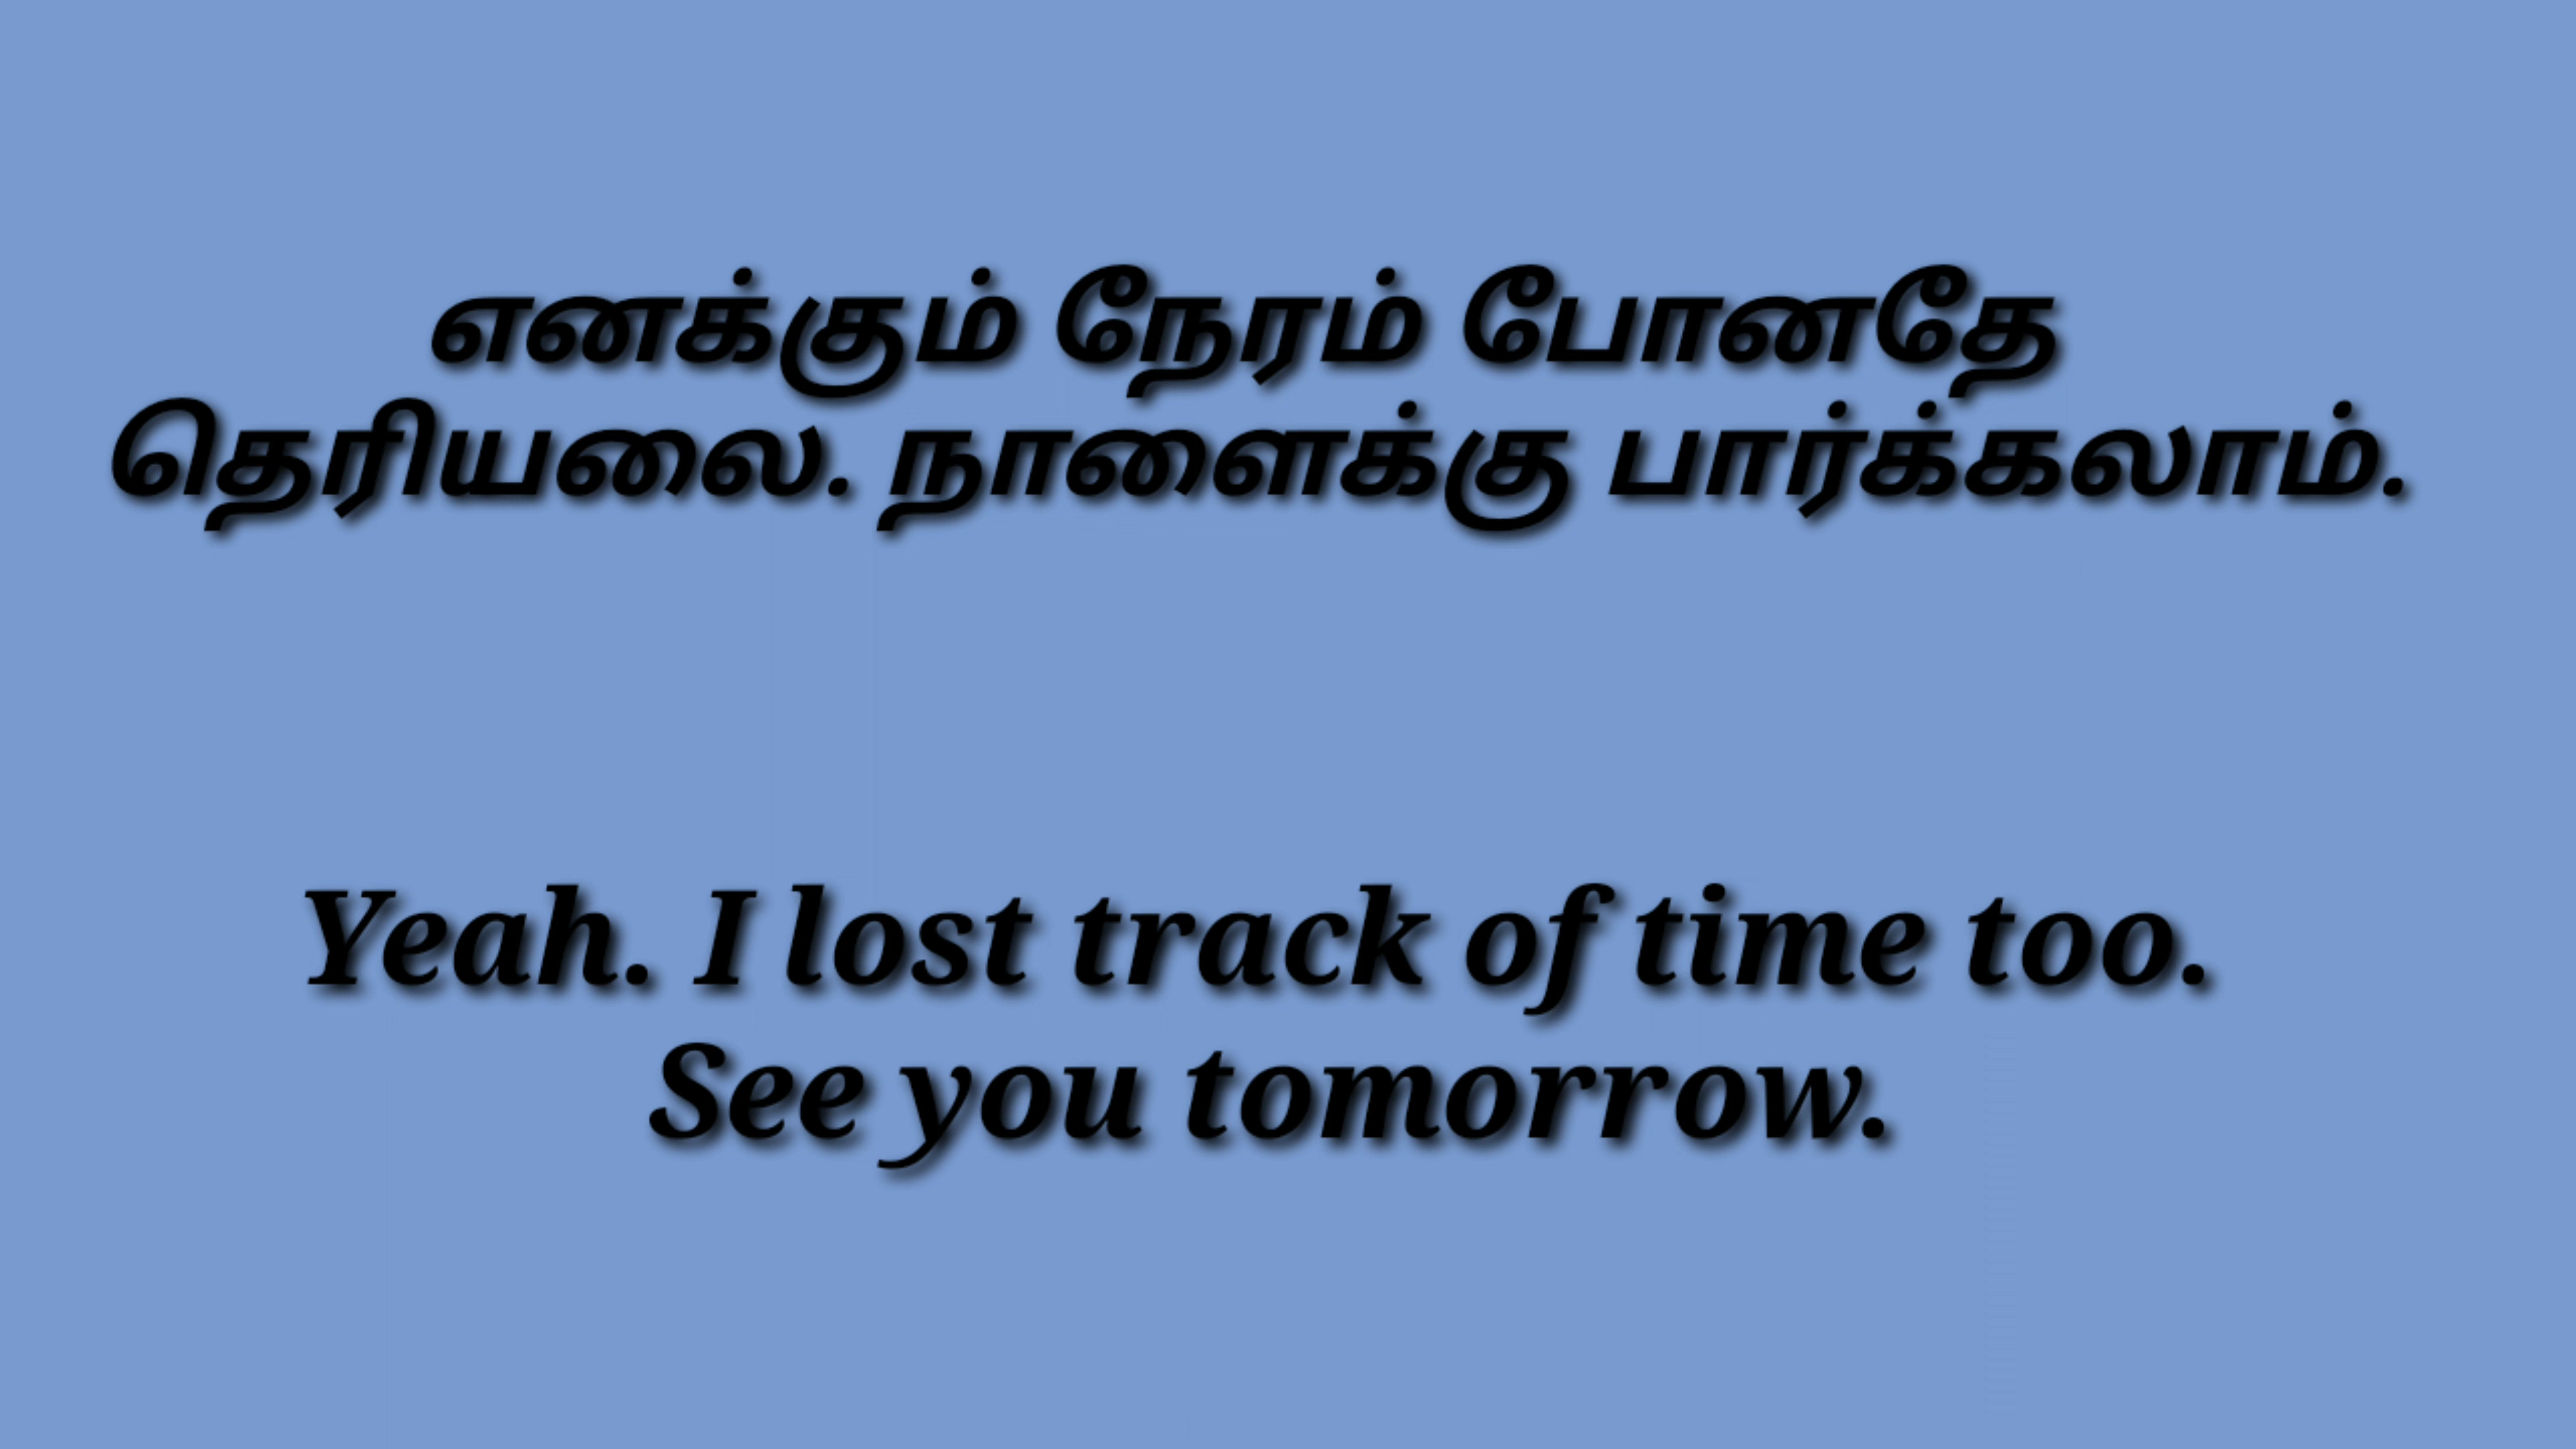 எனக்கும் நேரம் போனதே
தெரியலை. நாளைக்கு பார்க்கலாம்.
Yeah. I lost track of time too.
See you tomorrow.